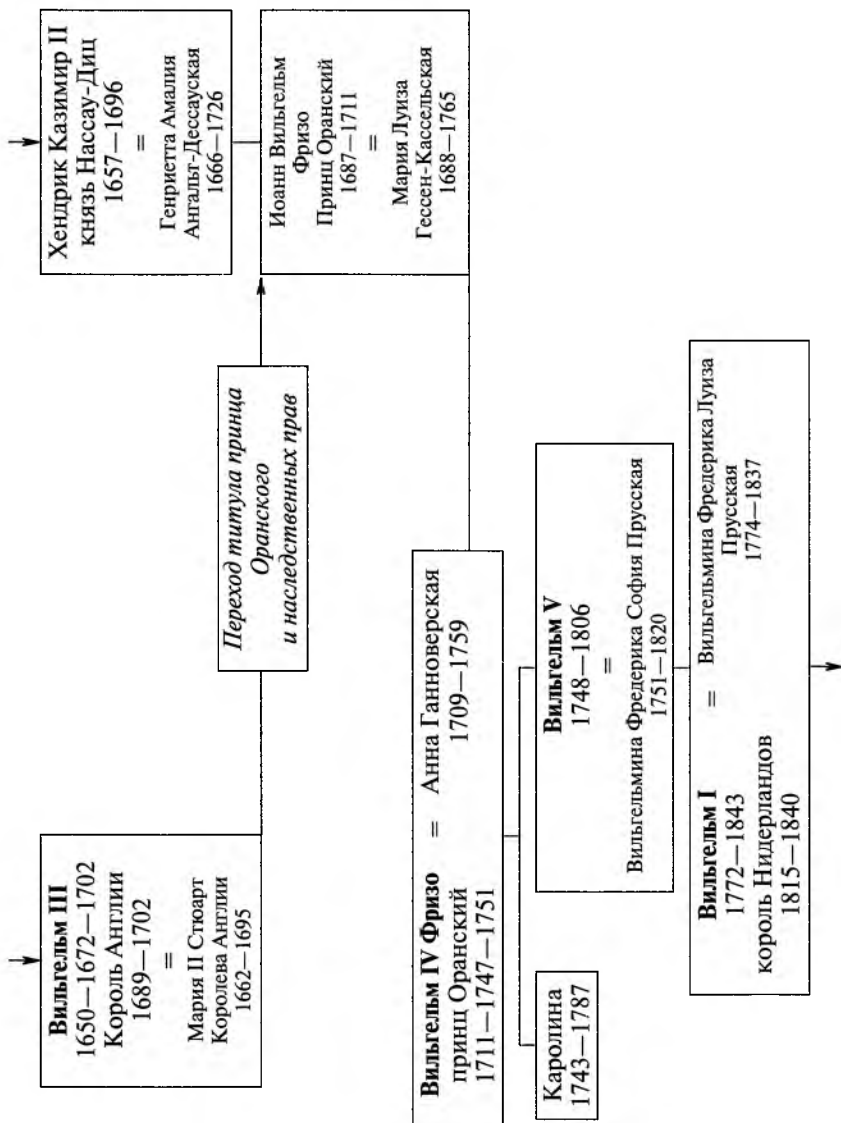 Вильгельм III
1650—1672—1702
Король Англии
1689—1702
=
Мария II Стюарт
Королева Англии
1662—1695
Хендрик Казимир II
князь Нассау-Диц
1657—1696
=
Генриетта Амалия
Ангальт-Дессауская
1666—1726
Переход титула принца
Оранского
и наследственных прав
Иоанн Вильгельм
Фризо
Принц Оранский
1687—1711
=
Мария Луиза
Гессен-Кассельская
1688—1765
Вильгельм IV Фризо = Анна Ганноверская
принц Оранский 1709—1759
1711—1747—1751
Каролина
1743—1787
Вильгельм V
1748—1806
=
Вильгельмина Фредерика София Прусская
1751—1820
Вильгельм I = Вильгельмина Фредерика Луиза
1772—1843 Прусская
король Нидерландов 1774—1837
1815—1840